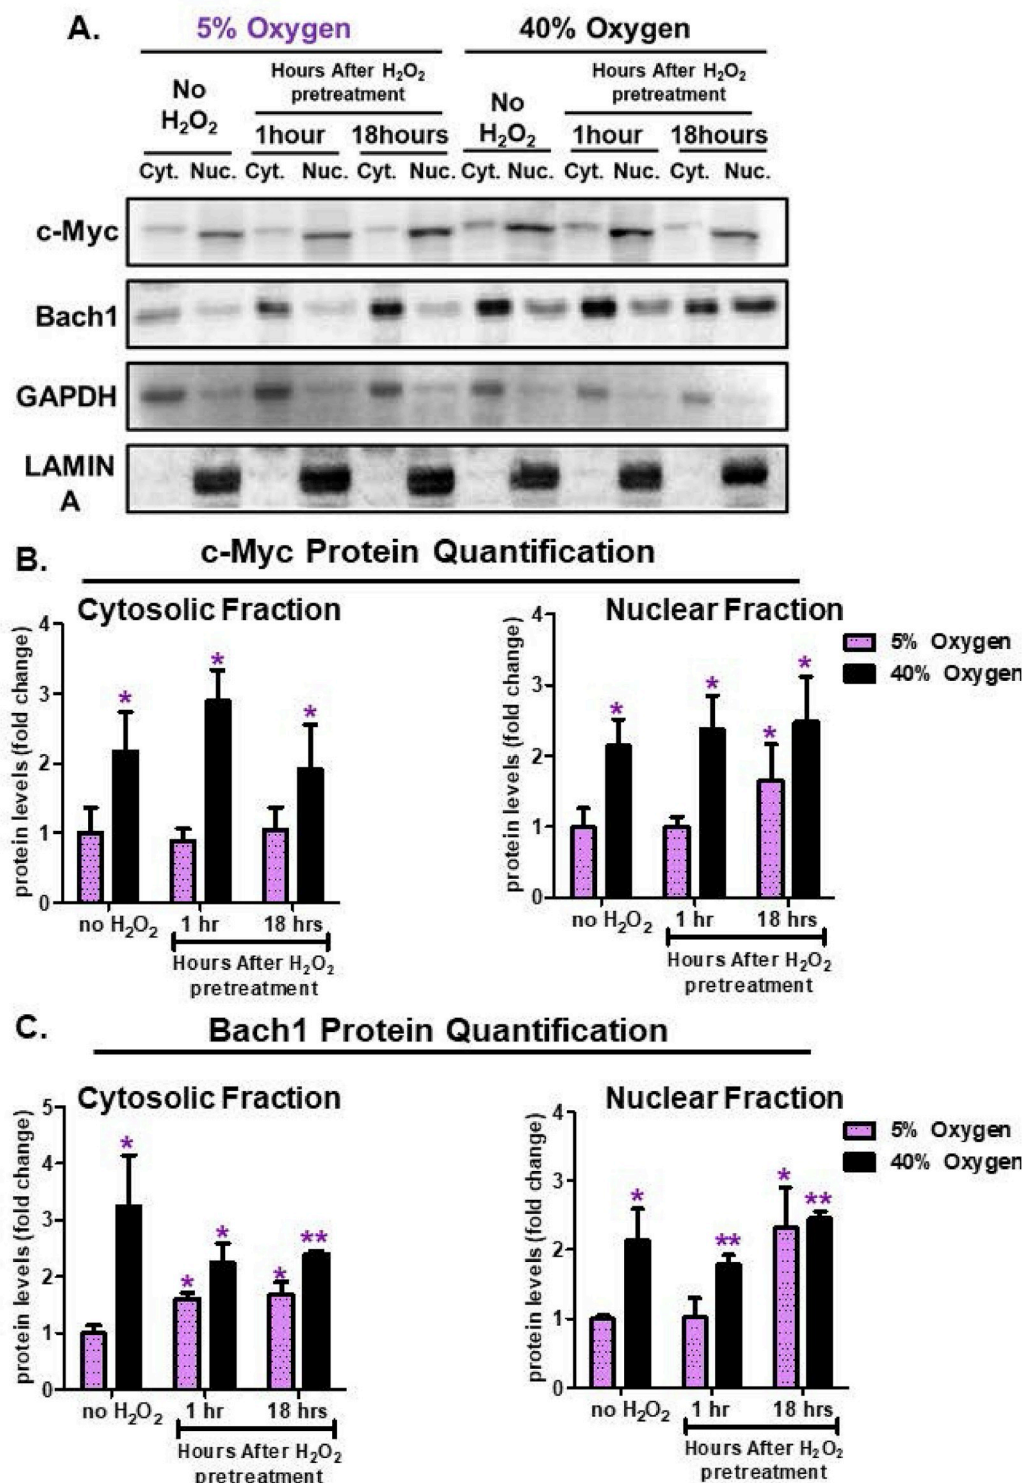 A.
5% Oxygen
40% Oxygen
No H₂O₂
Hours After H₂O₂
pretreatment
No H₂O₂
Hours After H₂O₂
pretreatment
1hour
18hours
1hour
18hours
Cyt. Nuc. Cyt. Nuc. Cyt. Nuc. Cyt. Nuc. Cyt. Nuc. Cyt. Nuc.
c-Myc
Bach1
GAPDH
LAMIN
A
B.
c-Myc Protein Quantification
Cytosolic Fraction
protein levels (fold change)
4
3
2
1
0
*
*
*
no H₂O₂
1 hr
18 hrs
Hours After H₂O₂
pretreatment
Nuclear Fraction
protein levels (fold change)
4
3
2
1
0
*
*
*
*
no H₂O₂
1 hr
18 hrs
Hours After H₂O₂
pretreatment
5% Oxygen
40% Oxygen
C.
Bach1 Protein Quantification
Cytosolic Fraction
protein levels (fold change)
5
4
3
2
1
0
*
*
*
*
**
no H₂O₂
1 hr
18 hrs
Hours After H₂O₂
pretreatment
Nuclear Fraction
protein levels (fold change)
4
3
2
1
0
*
**
*
**
no H₂O₂
1 hr
18 hrs
Hours After H₂O₂
pretreatment
5% Oxygen
40% Oxygen